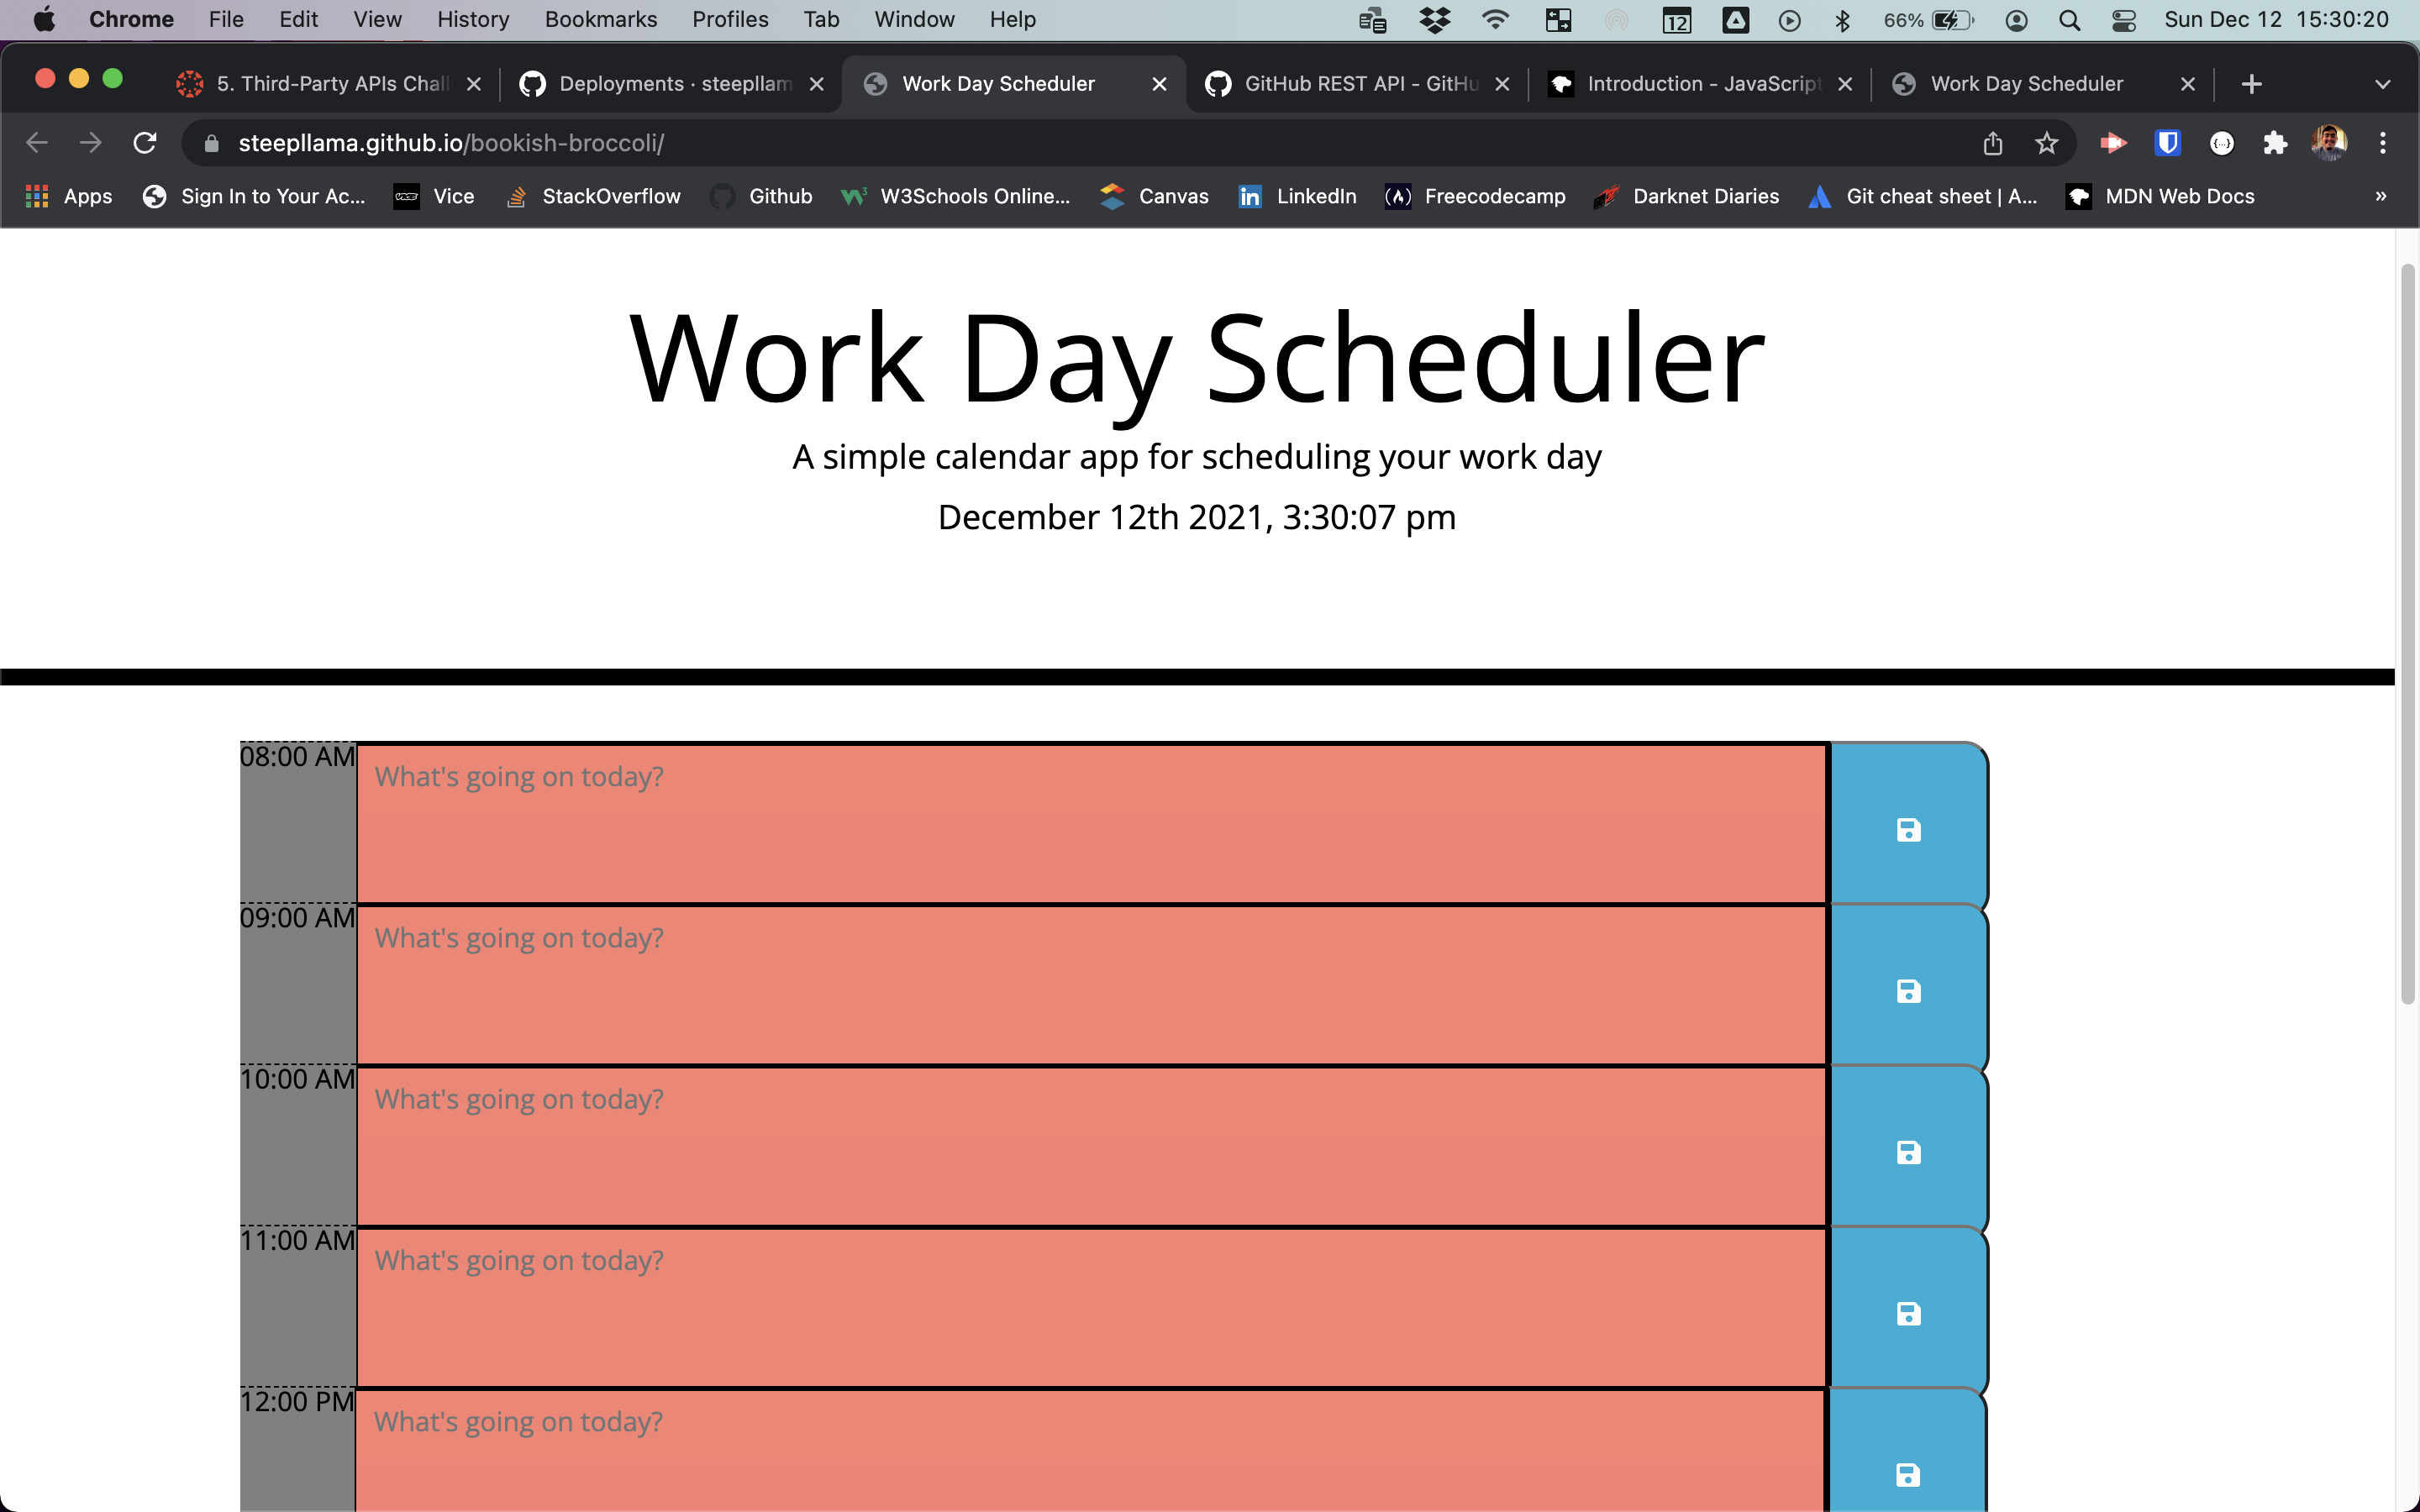 Chrome File Edit View History Bookmarks Profiles Tab Window Help 12 66% Sun Dec 12 15:30:20
5. Third-Party APIs Chall Deployments · steepllam Work Day Scheduler GitHub REST API - GitHu Introduction - JavaScript Work Day Scheduler
steepllama.github.io/bookish-broccoli/
Apps Sign In to Your Ac... Vice StackOverflow Github W3Schools Online... Canvas LinkedIn Freecodecamp Darknet Diaries Git cheat sheet | A... MDN Web Docs »
Work Day Scheduler
A simple calendar app for scheduling your work day
December 12th 2021, 3:30:07 pm
08:00 AM What's going on today?
09:00 AM What's going on today?
10:00 AM What's going on today?
11:00 AM What's going on today?
12:00 PM What's going on today?